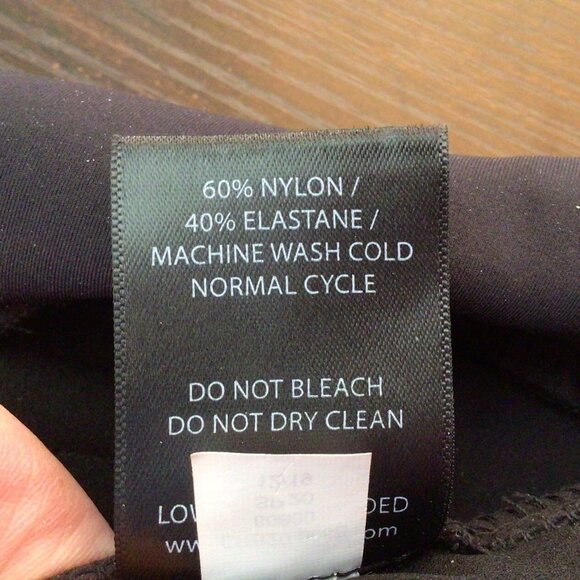 60% NYLON /
40% ELASTANE /
MACHINE WASH COLD
NORMAL CYCLE
DO NOT BLEACH
DO NOT DRY CLEAN